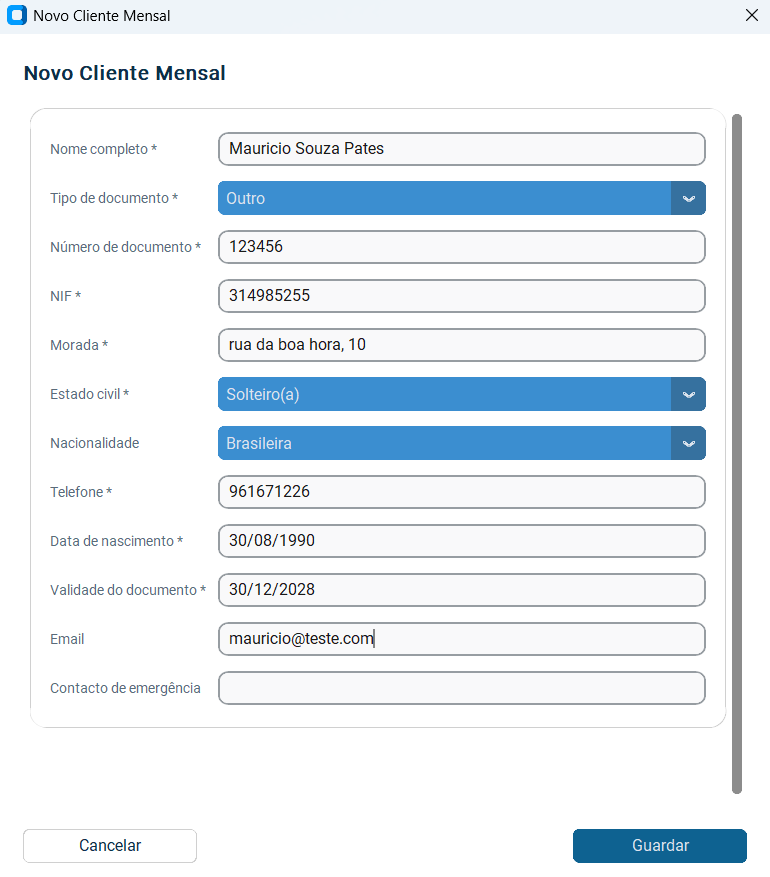 Novo Cliente Mensal
Novo Cliente Mensal
Nome completo * Mauricio Souza Pates
Tipo de documento * Outro
Número de documento * 123456
NIF * 314985255
Morada * rua da boa hora, 10
Estado civil * Solteiro(a)
Nacionalidade Brasileira
Telefone * 961671226
Data de nascimento * 30/08/1990
Validade do documento * 30/12/2028
Email mauricio@teste.com
Contacto de emergência
Cancelar Guardar